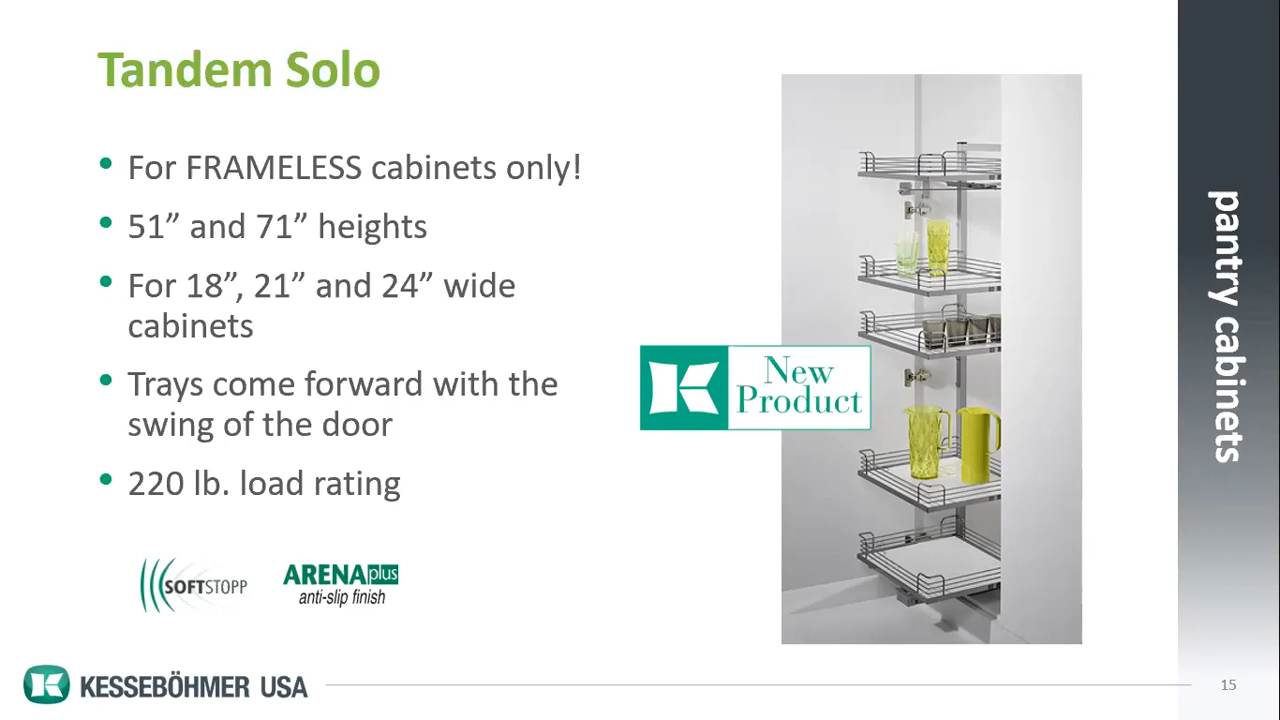 Tandem Solo
• For FRAMELESS cabinets only!
• 51” and 71” heights
• For 18”, 21” and 24” wide
cabinets
• Trays come forward with the
swing of the door
• 220 lb. load rating
SOFTSTOPP
ARENAplus
anti-slip finish
New
Product
pantry cabinets
KESSEBÖHMER USA
15